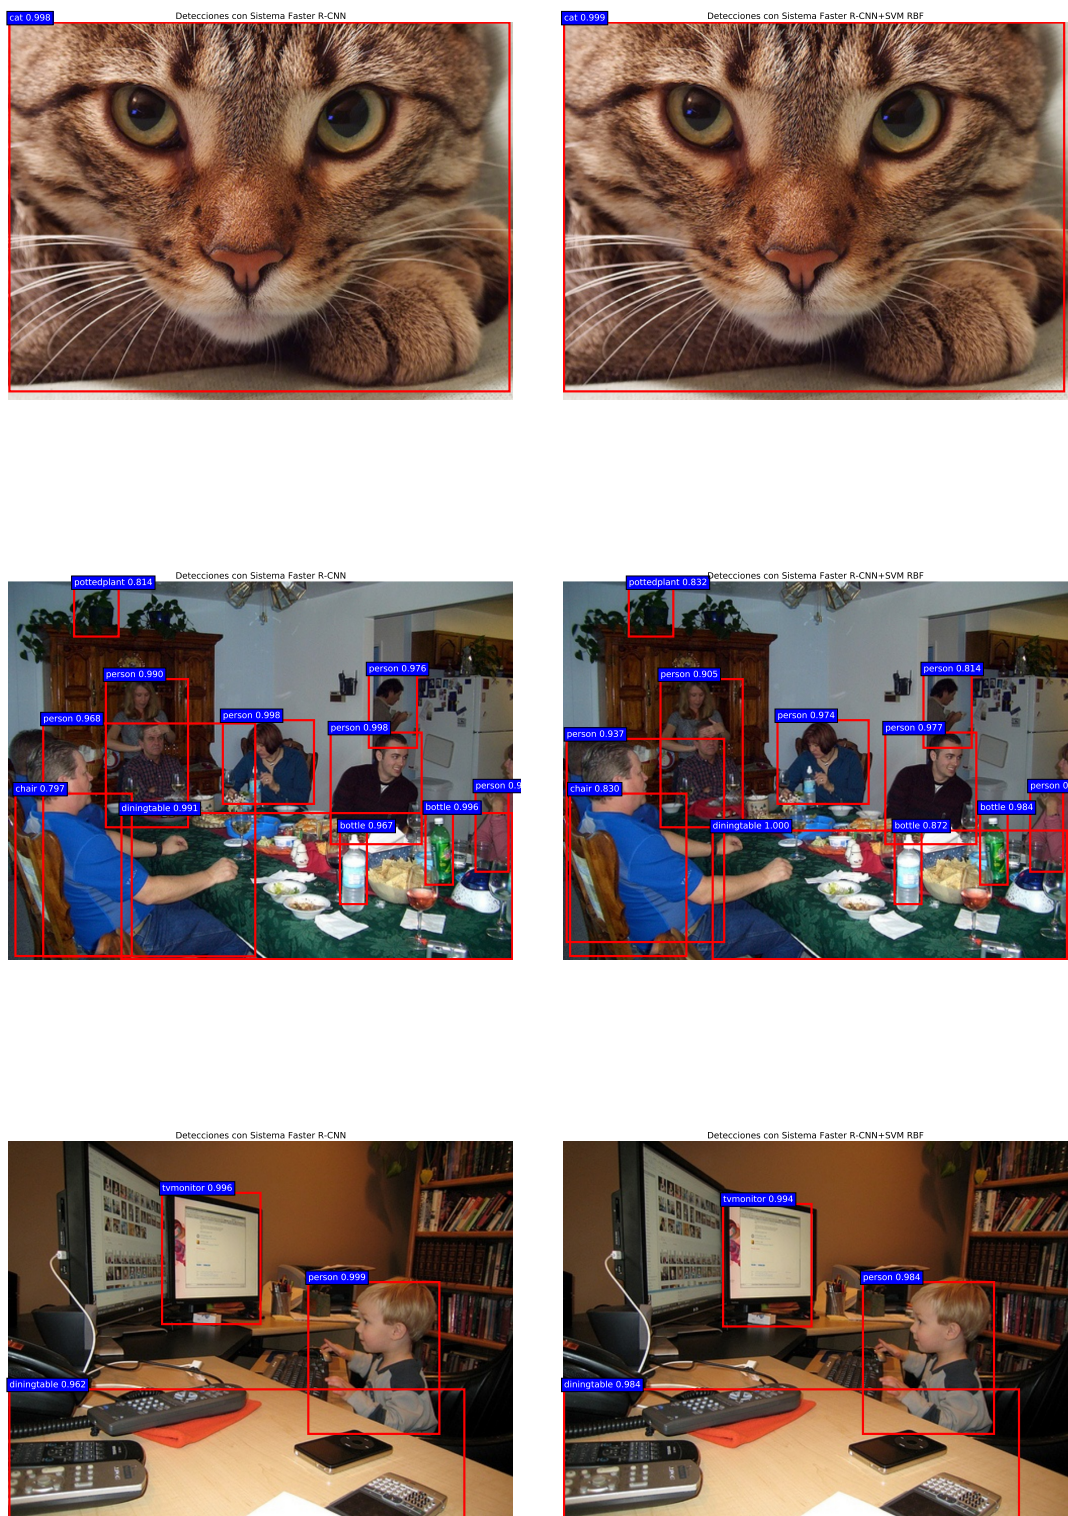 Detecciones con Sistema Faster R-CNN
cat 0.998
Detecciones con Sistema Faster R-CNN+SVM RBF
cat 0.999
Detecciones con Sistema Faster R-CNN
pottedplant 0.814
person 0.976
person 0.990
person 0.998
person 0.968
person 0.998
chair 0.797
person 0.9
diningtable 0.991
bottle 0.996
bottle 0.967
Detecciones con Sistema Faster R-CNN+SVM RBF
pottedplant 0.832
person 0.814
person 0.905
person 0.974
person 0.937
person 0.977
chair 0.830
person 0
diningtable 1.000
bottle 0.984
bottle 0.872
Detecciones con Sistema Faster R-CNN
tvmonitor 0.996
person 0.999
diningtable 0.962
Detecciones con Sistema Faster R-CNN+SVM RBF
tvmonitor 0.994
person 0.984
diningtable 0.984